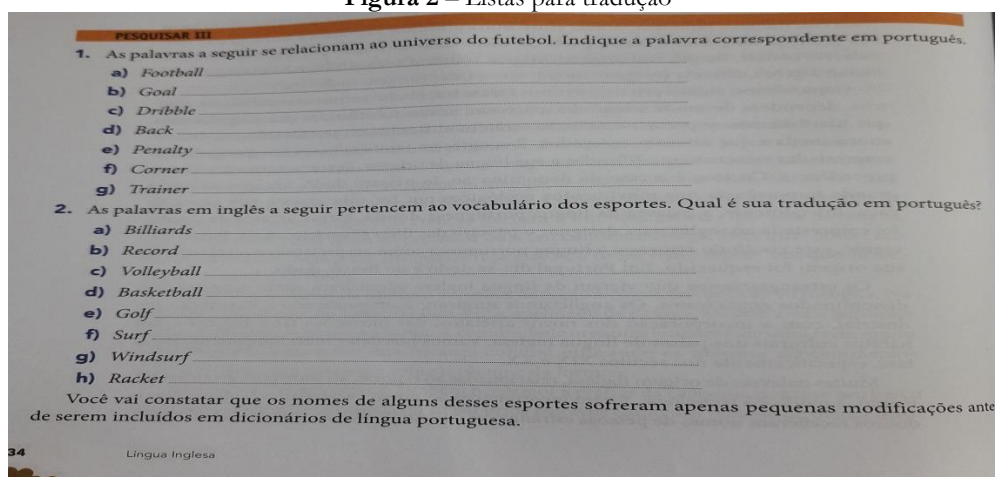 Figura 2 – Listas para tradução
PESQUISAR III
1. As palavras a seguir se relacionam ao universo do futebol. Indique a palavra correspondente em português.
a) Football
b) Goal
c) Dribble
d) Back
e) Penalty
f) Corner
g) Trainer
2. As palavras em inglês a seguir pertencem ao vocabulário dos esportes. Qual é sua tradução em português?
a) Billiards
b) Record
c) Volleyball
d) Basketball
e) Golf
f) Surf
g) Windsurf
h) Racket
Você vai constatar que os nomes de alguns desses esportes sofreram apenas pequenas modificações ante
de serem incluídos em dicionários de língua portuguesa.
34 Língua Inglesa